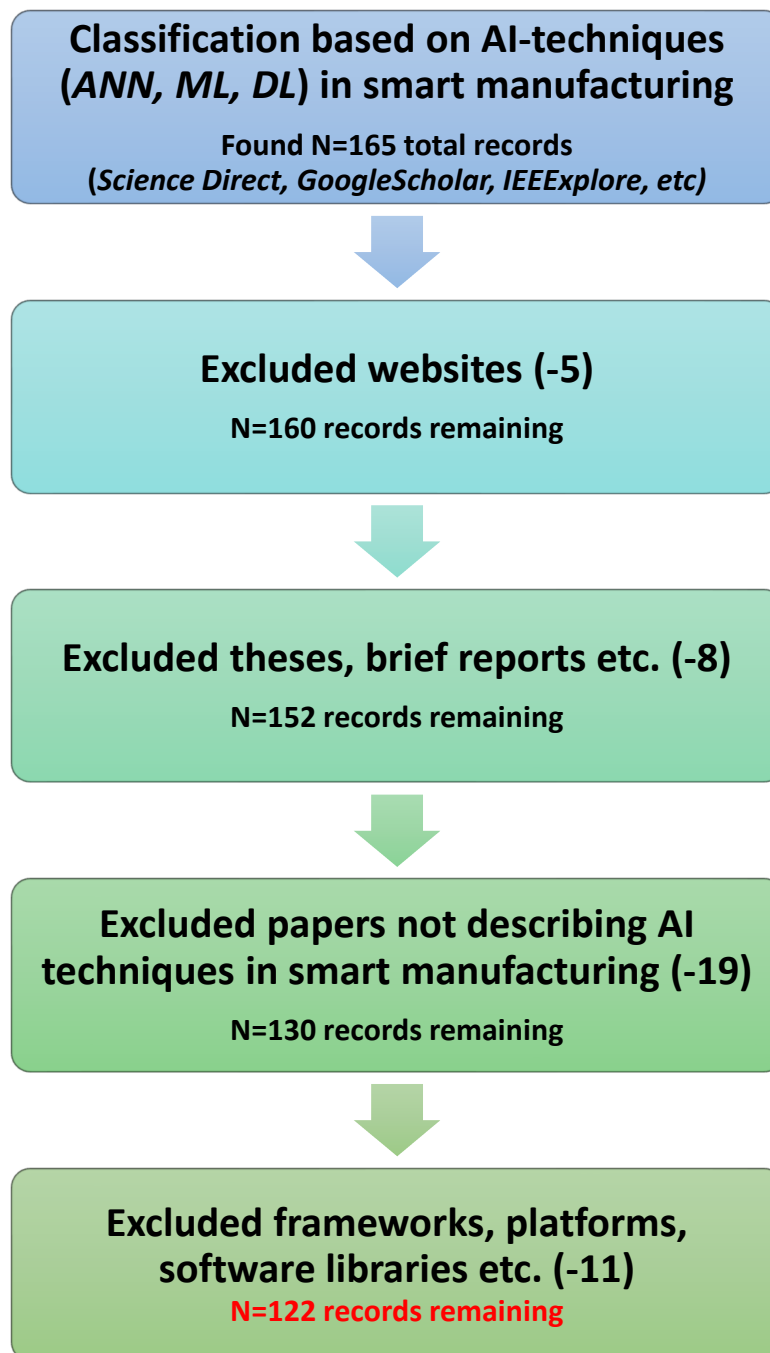 Classification based on AI-techniques
(ANN, ML, DL) in smart manufacturing
Found N=165 total records
(Science Direct, GoogleScholar, IEEExplore, etc)
Excluded websites (-5)
N=160 records remaining
Excluded theses, brief reports etc. (-8)
N=152 records remaining
Excluded papers not describing AI
techniques in smart manufacturing (-19)
N=130 records remaining
Excluded frameworks, platforms,
software libraries etc. (-11)
N=122 records remaining